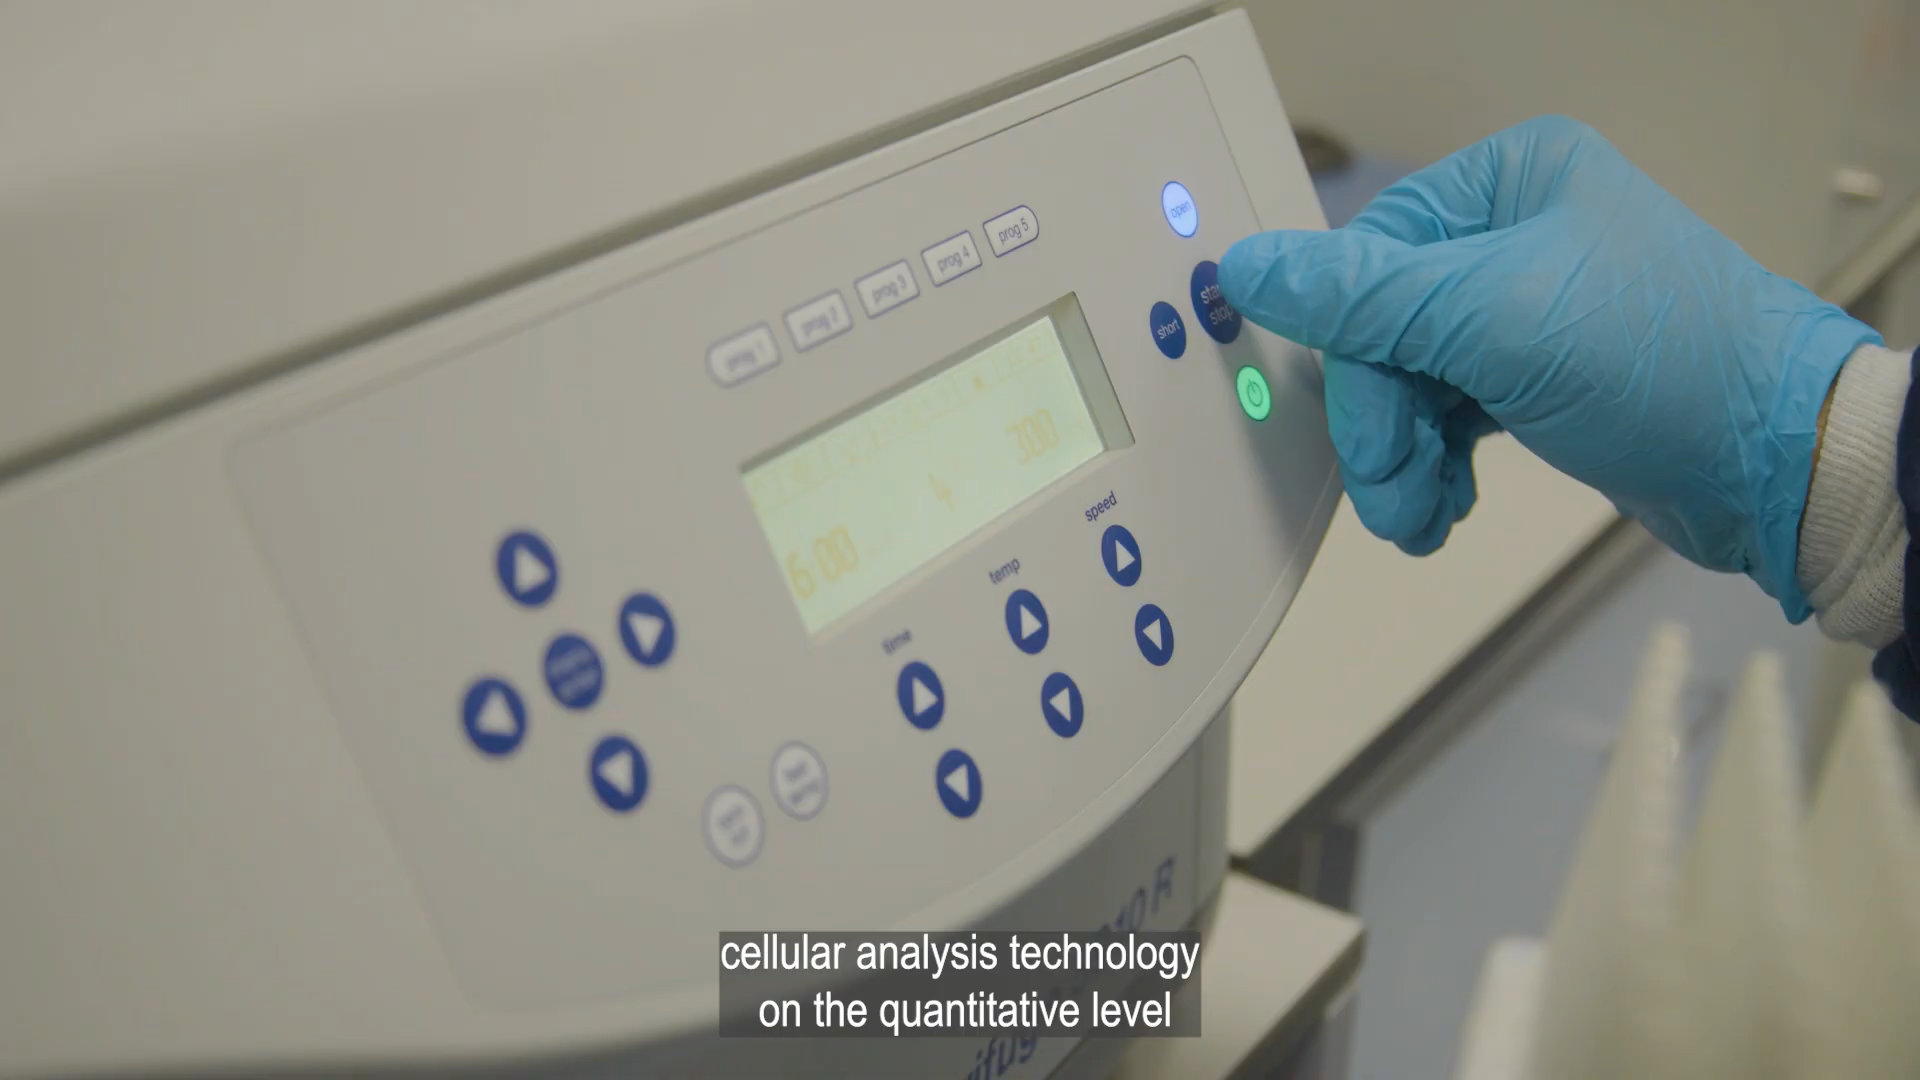 open
prog 1
prog 2
prog 3
prog 4
prog 5
short
stop
300
6:00
speed
temp
time
cellular analysis technology
on the quantitative level